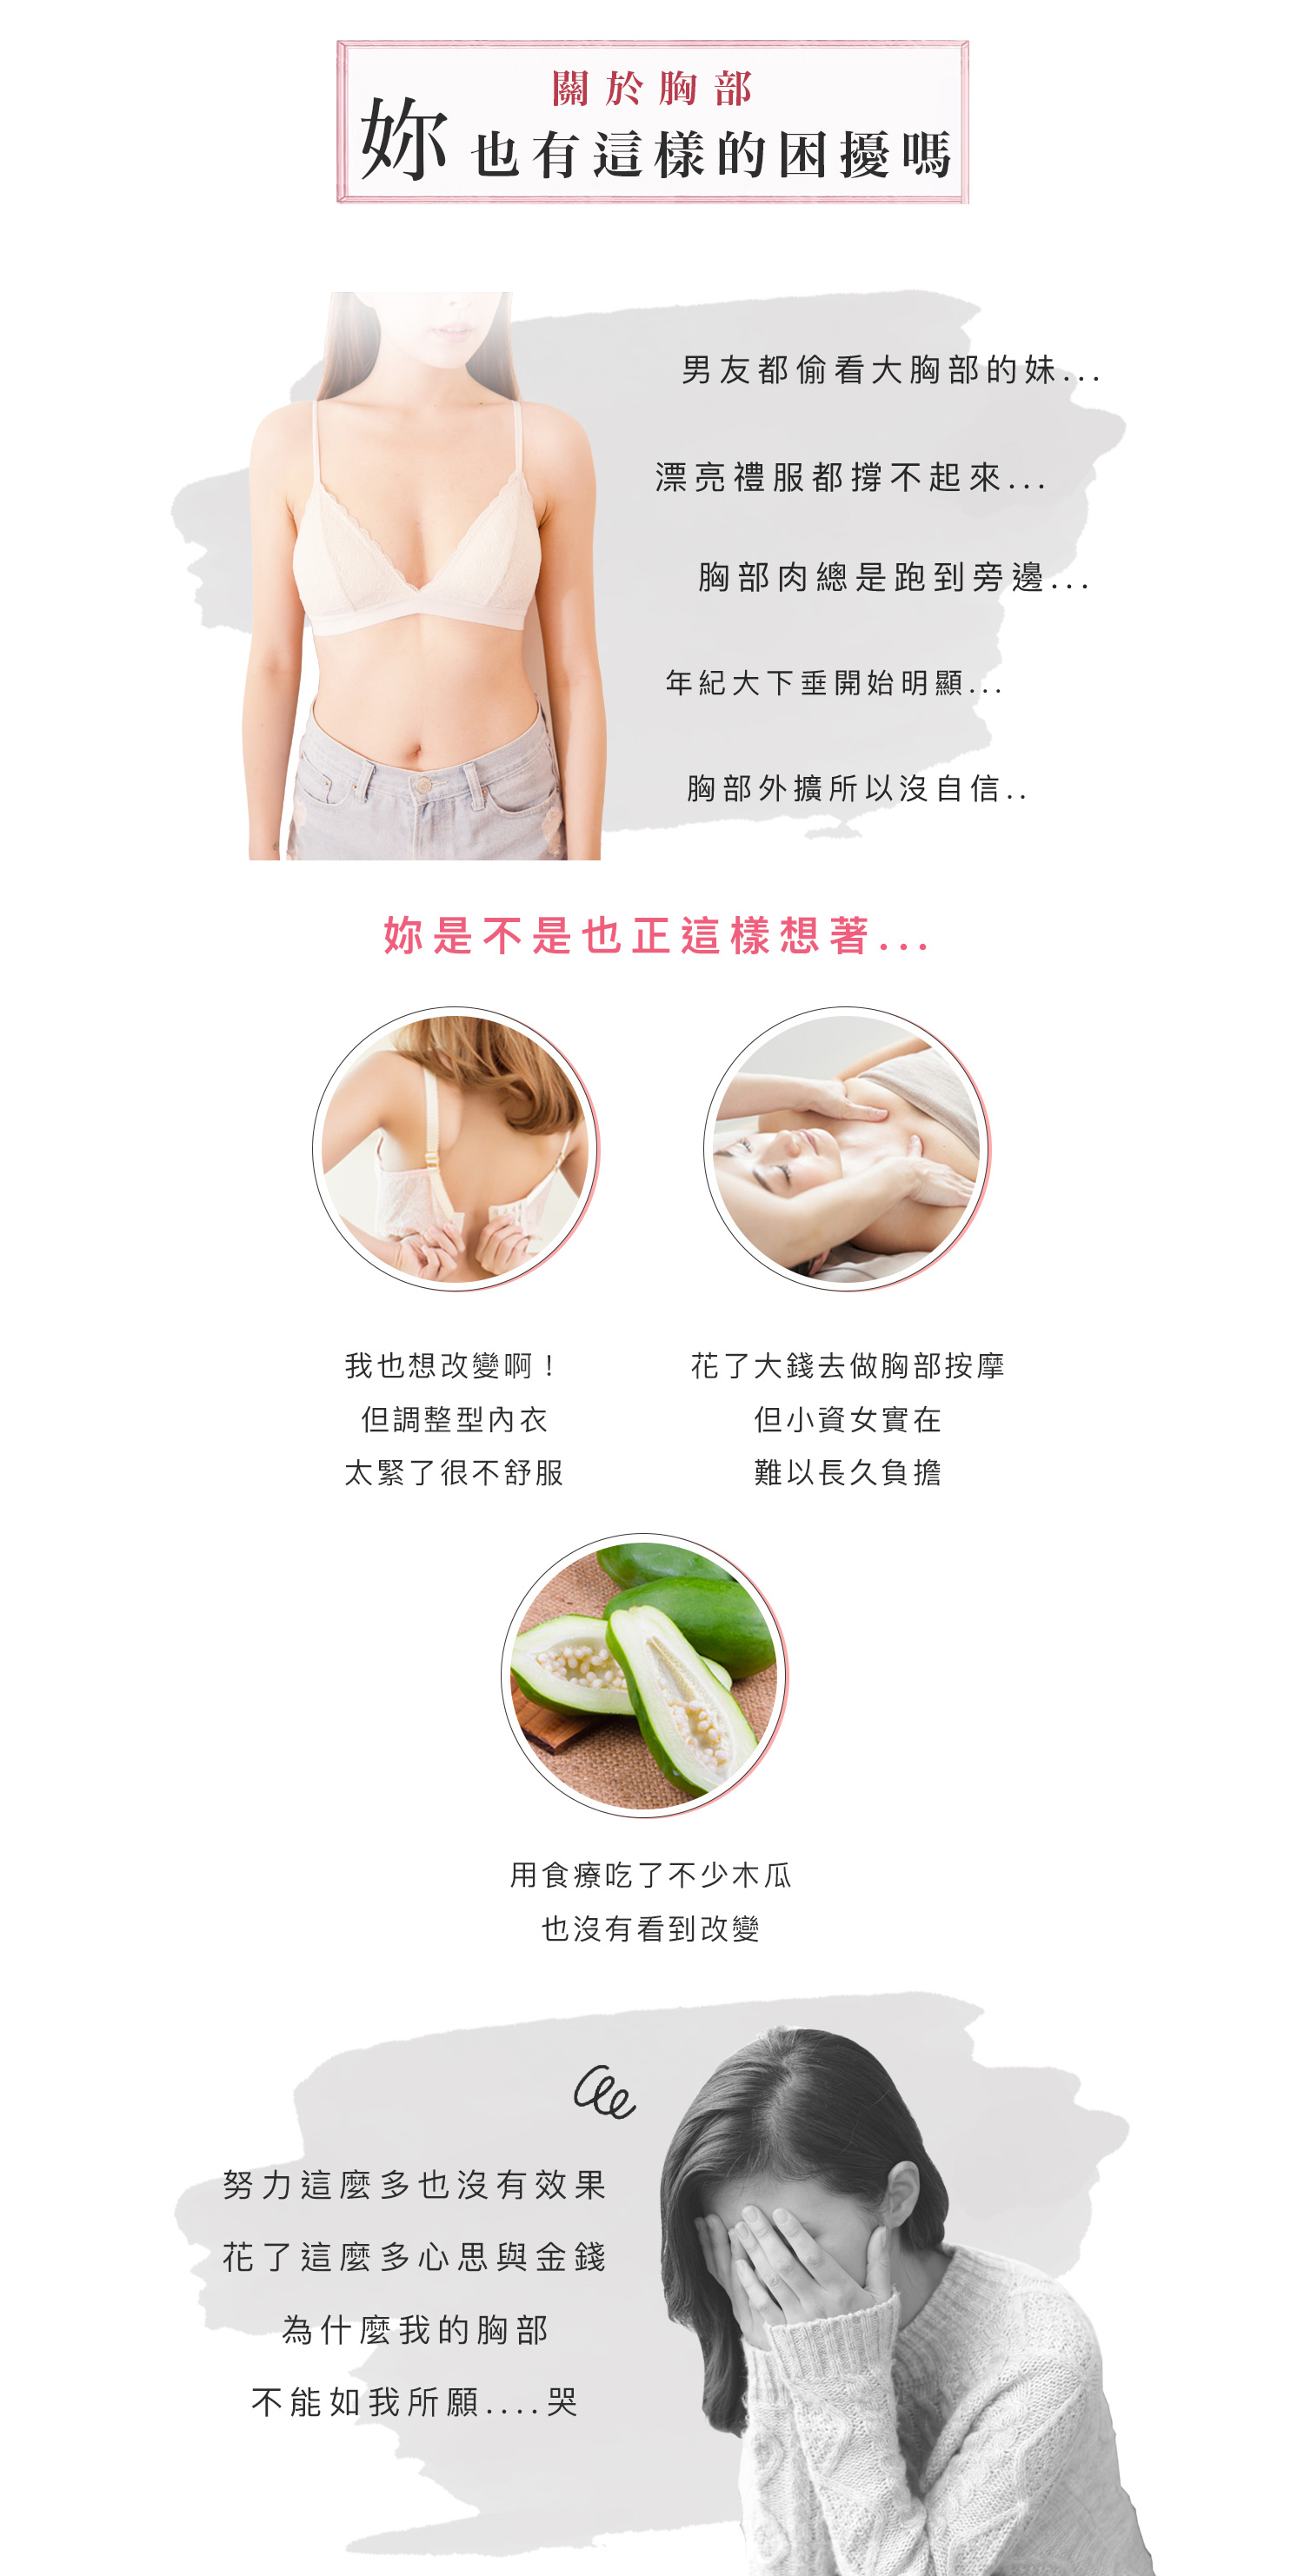 關於胸部
妳也有這樣的困擾嗎
男友都偷看大胸部的妹...
漂亮禮服都撐不起來...
胸部肉總是跑到旁邊...
年紀大下垂開始明顯...
胸部外擴所以沒自信..
妳是不是也正這樣想著...
我也想改變啊！
但調整型內衣
太緊了很不舒服
花了大錢去做胸部按摩
但小資女實在
難以長久負擔
用食療吃了不少木瓜
也沒有看到改變
努力這麼多也沒有效果
花了這麼多心思與金錢
為什麼我的胸部
不能如我所願....哭